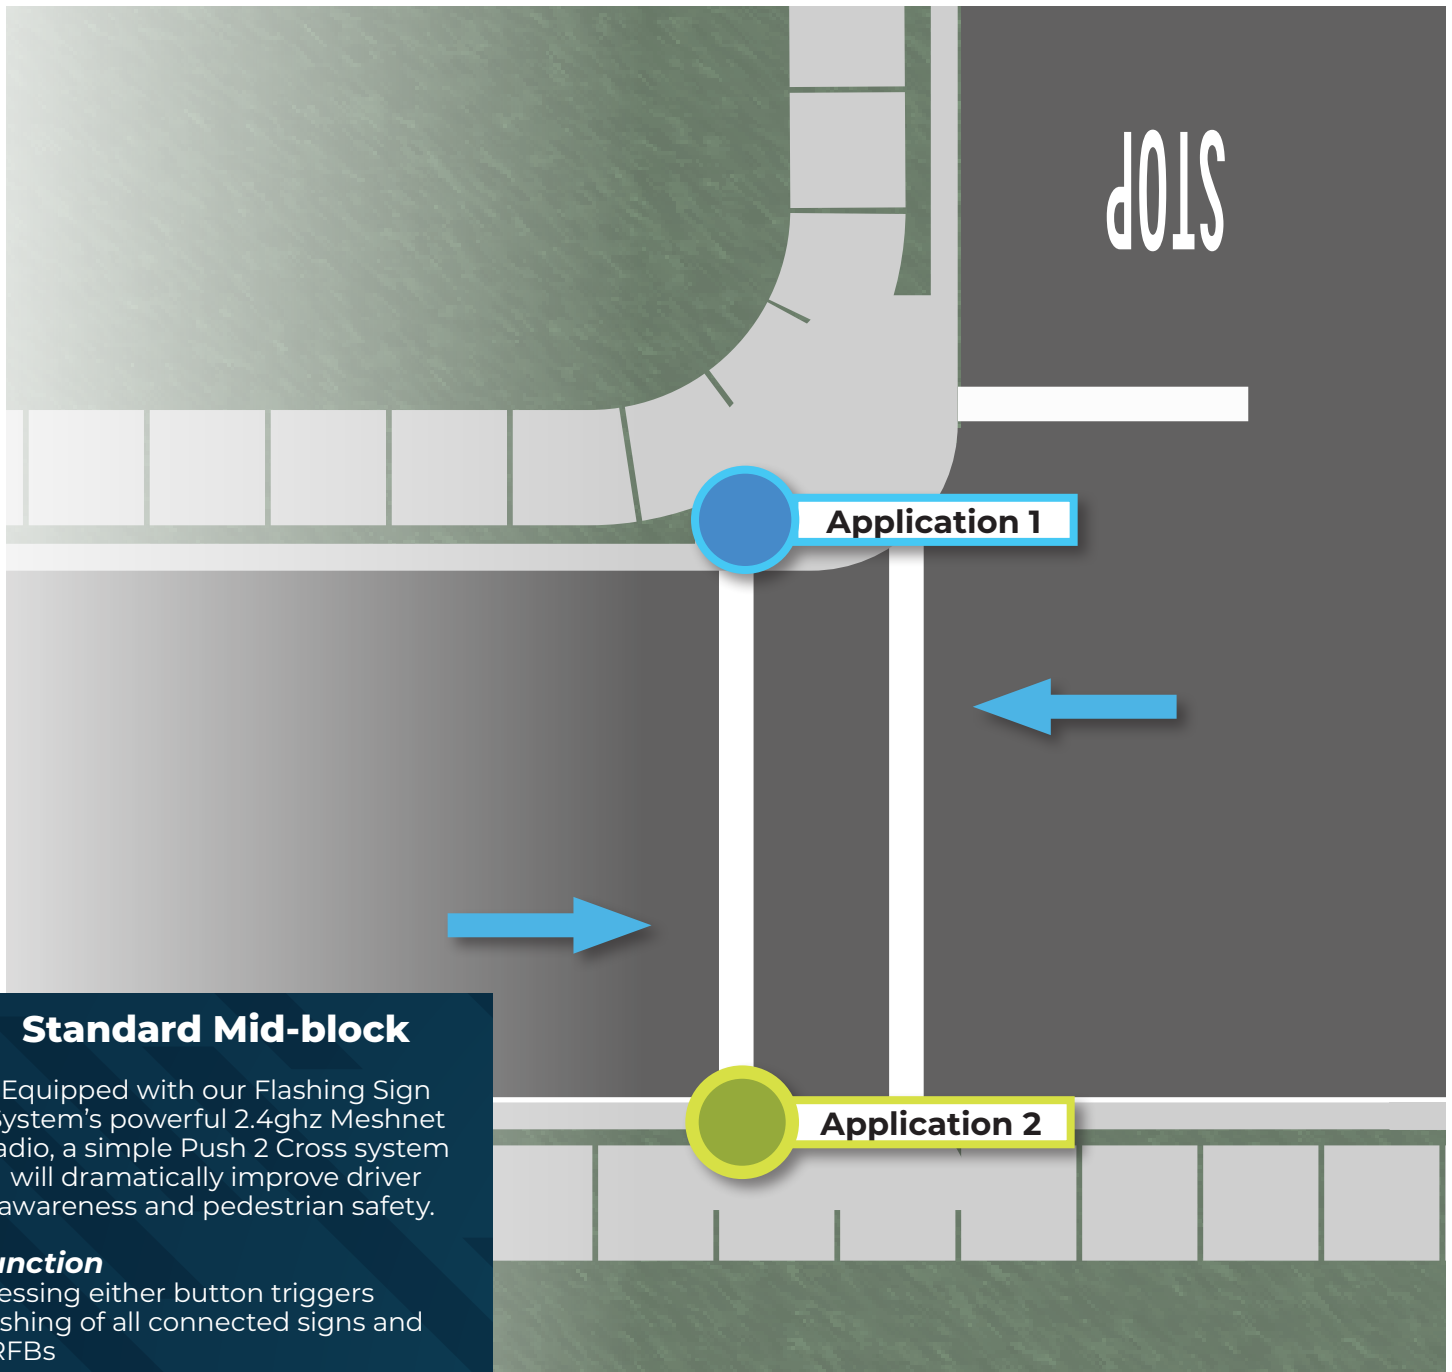 STOP
Application 1
Application 2
Standard Mid-block
Equipped with our Flashing Sign
System's powerful 2.4ghz Meshnet
adio, a simple Push 2 Cross system
will dramatically improve driver
awareness and pedestrian safety.
unction
essing either button triggers
shing of all connected signs and
RFBs